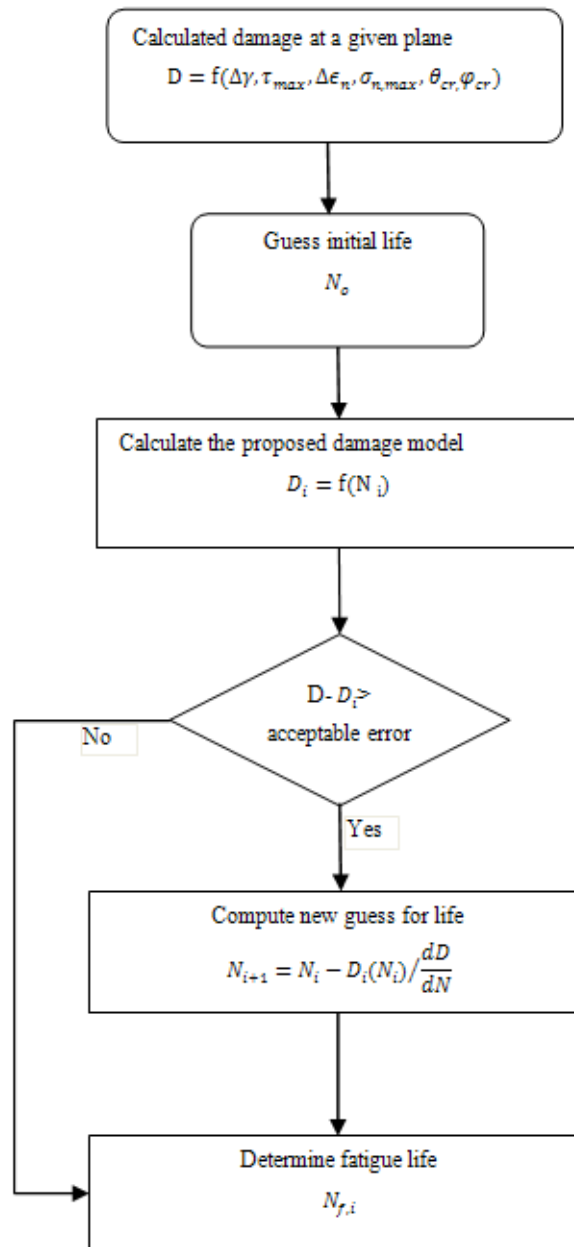 Calculated damage at a given plane
D = f(Δγ, τ_max, Δϵ_n, σ_n,max, θ_cr, φ_cr)
Guess initial life
N_o
Calculate the proposed damage model
D_i = f(N_i)
D- D_i>
acceptable error
No
Yes
Compute new guess for life
N_{i+1} = N_i − D_i(N_i)/dD/dN
Determine fatigue life
N_f,i